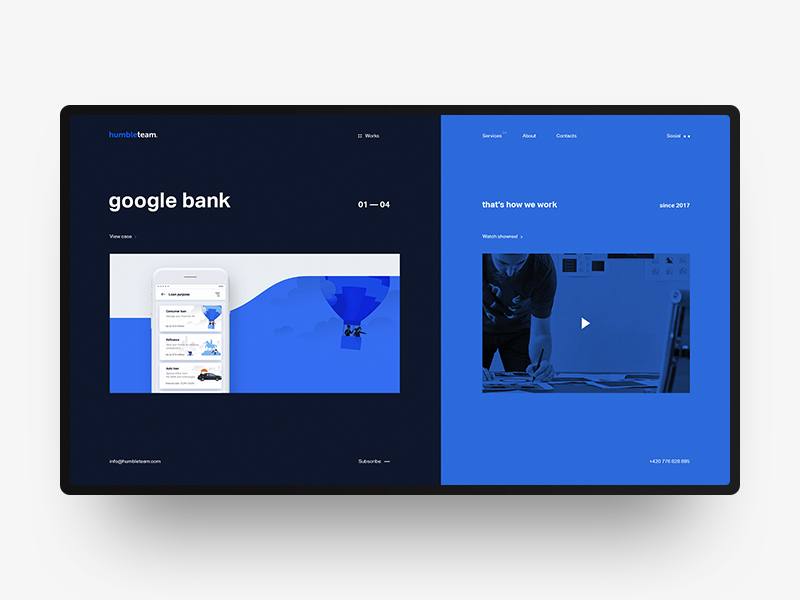 humbleteam.
Works
Services
About
Contacts
Social
google bank
01 — 04
that's how we work
since 2017
View case
Watch showreel
Loan purpose
Consumer loan
Refinance
Auto loan
info@humbleteam.com
Subscribe
+420 776 828 885